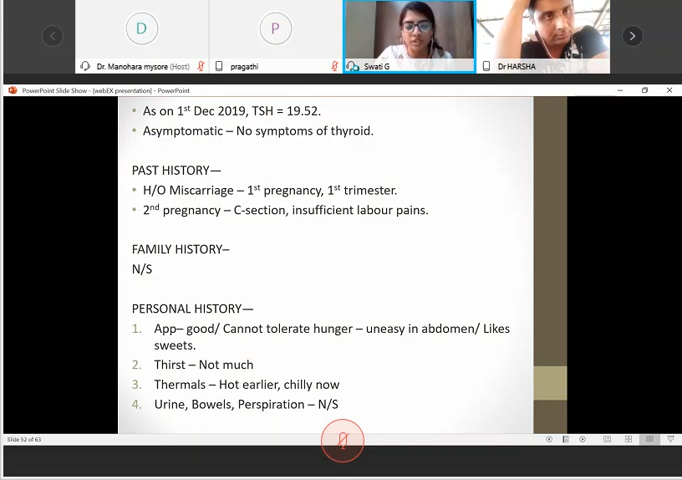 D
P
Dr. Manohara mysore (Host)
pragathi
Swati G
Dr HARSHA
PowerPoint Slide Show - [webEX presentation] - PowerPoint
• As on 1st Dec 2019, TSH = 19.52.
• Asymptomatic – No symptoms of thyroid.
PAST HISTORY—
• H/O Miscarriage – 1st pregnancy, 1st trimester.
• 2nd pregnancy – C-section, insufficient labour pains.
FAMILY HISTORY–
N/S
PERSONAL HISTORY—
1. App– good/ Cannot tolerate hunger – uneasy in abdomen/ Likes
sweets.
2. Thirst – Not much
3. Thermals – Hot earlier, chilly now
4. Urine, Bowels, Perspiration – N/S
Slide 52 of 63